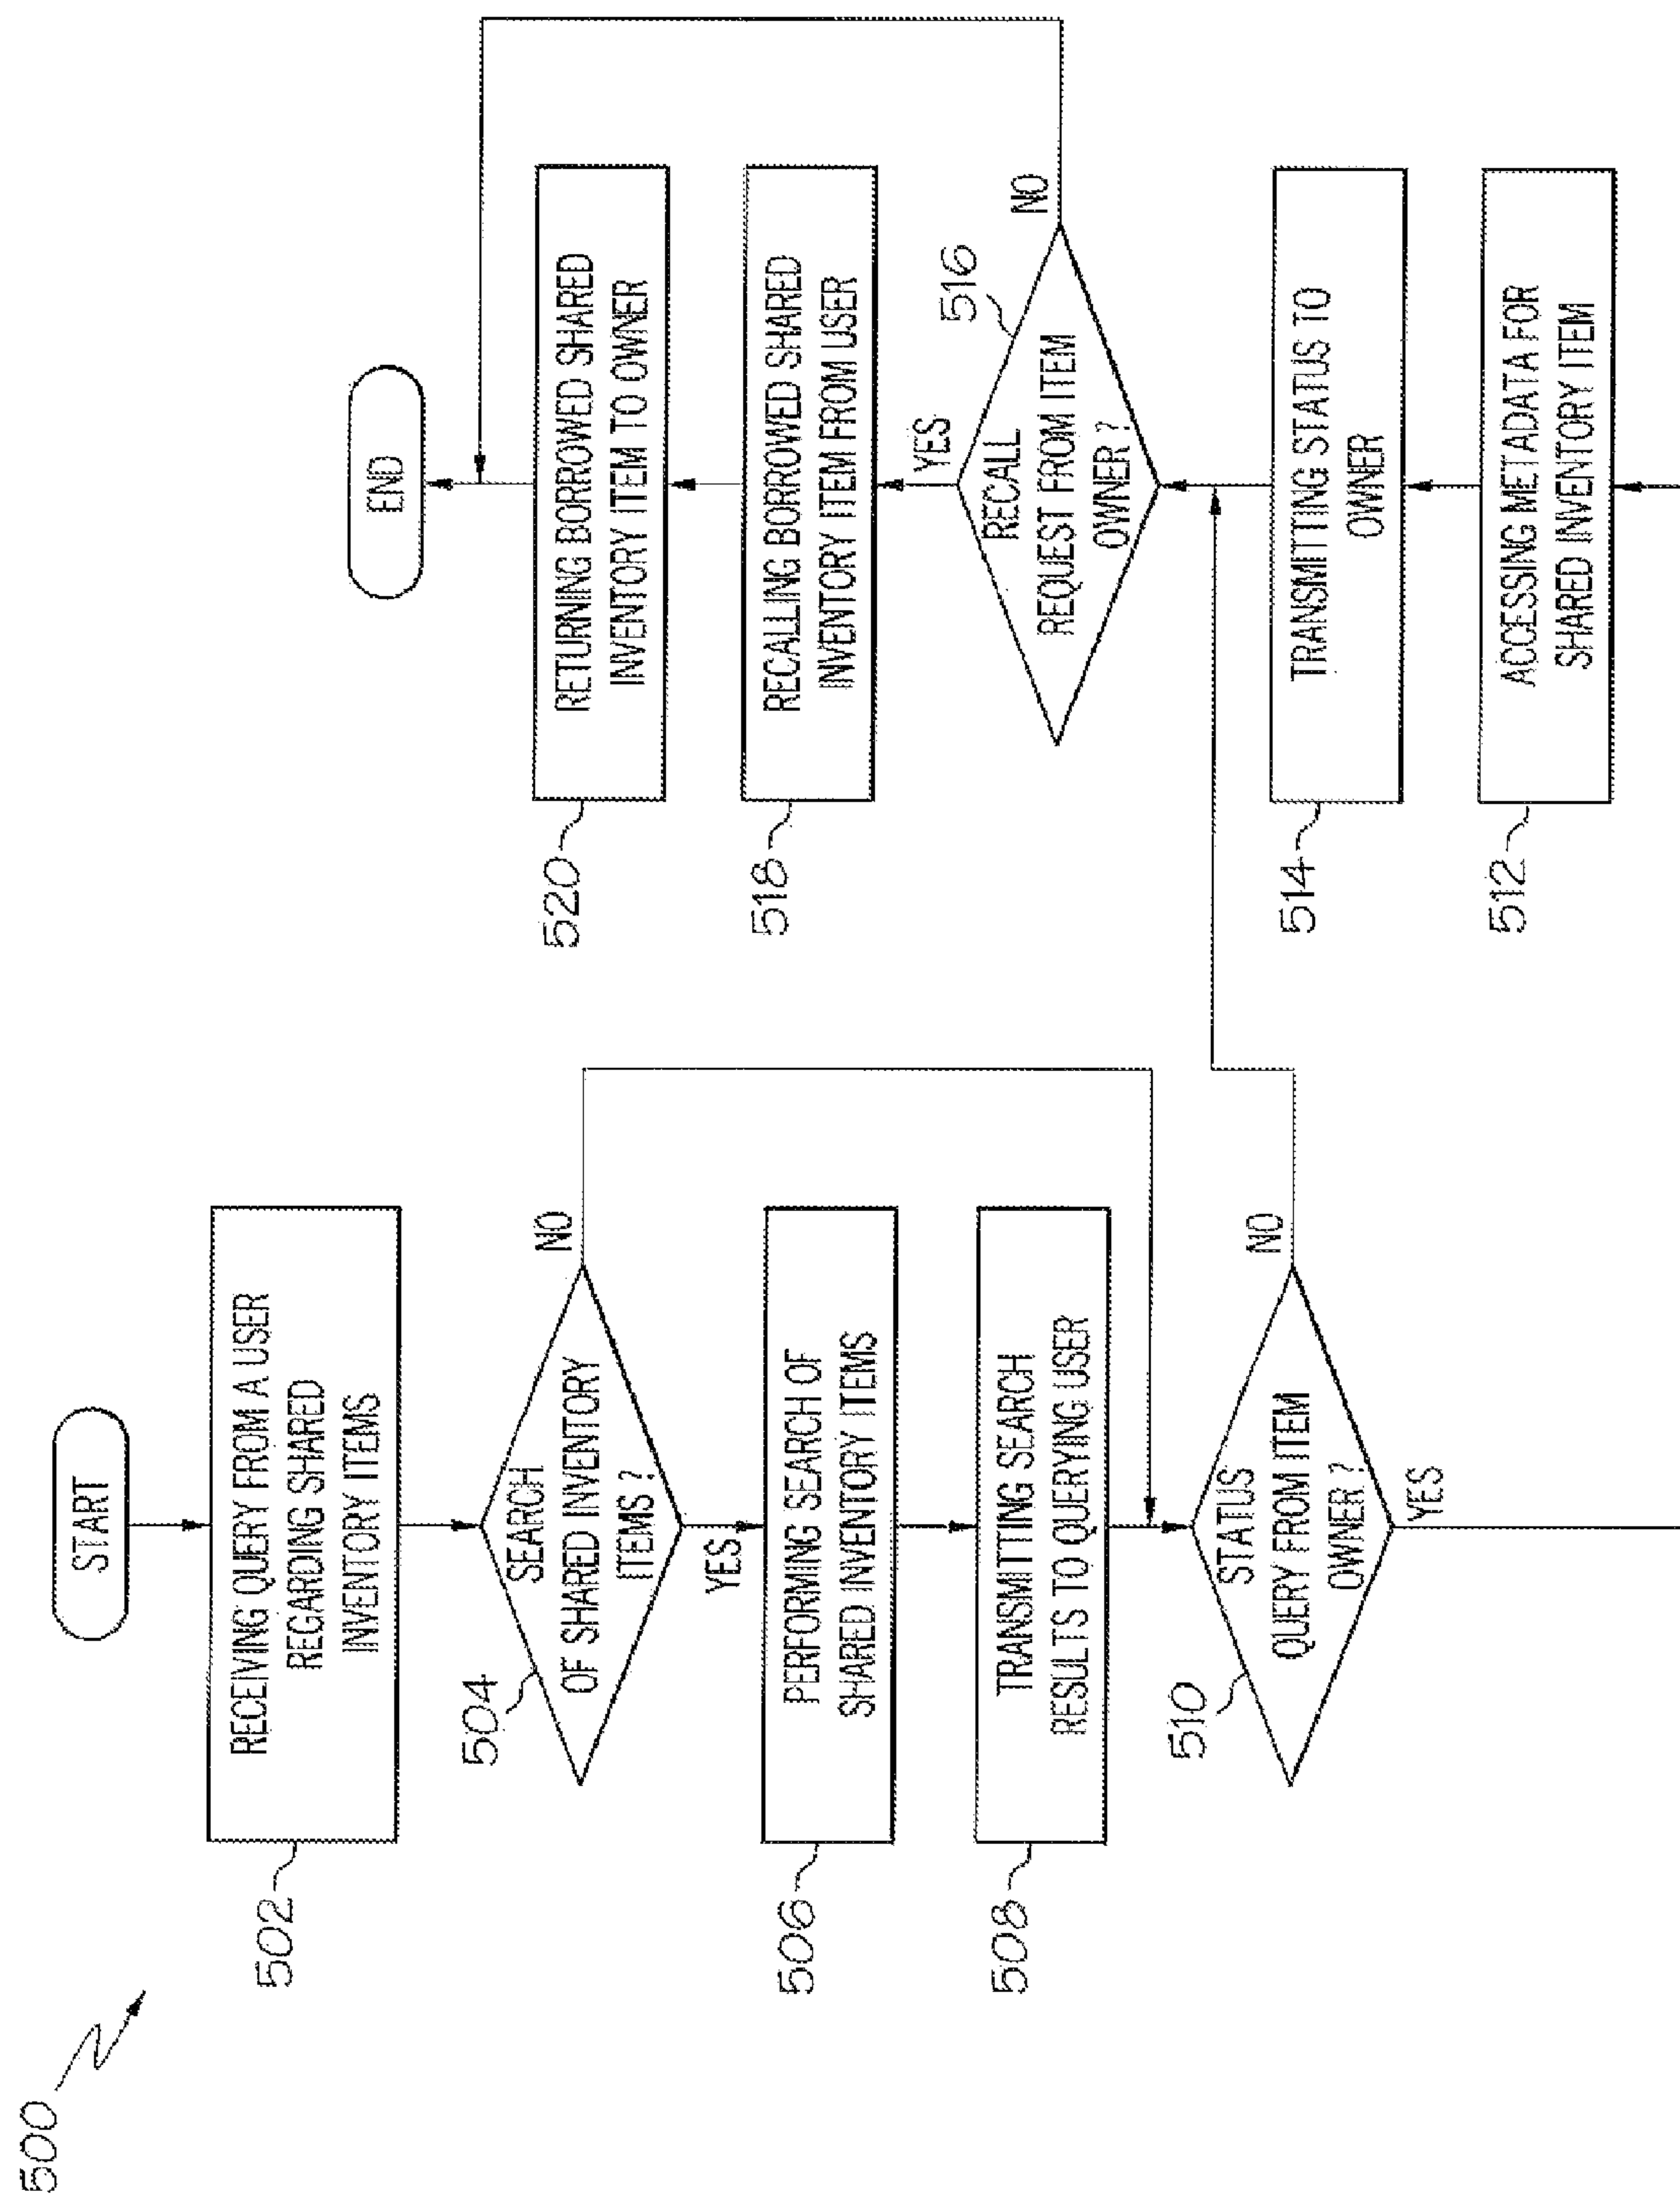 500
START
502
RECEIVING QUERY FROM A USER
REGARDING SHARED
INVENTORY ITEMS
504
SEARCH
OF SHARED INVENTORY
ITEMS ?
NO
YES
506
PERFORMING SEARCH OF
SHARED INVENTORY ITEMS
508
TRANSMITTING SEARCH
RESULTS TO QUERYING USER
510
STATUS
QUERY FROM ITEM
OWNER ?
NO
YES
512
ACCESSING METADATA FOR
SHARED INVENTORY ITEM
514
TRANSMITTING STATUS TO
OWNER
516
RECALL
REQUEST FROM ITEM
OWNER ?
NO
YES
518
RECALLING BORROWED SHARED
INVENTORY ITEM FROM USER
520
RETURNING BORROWED SHARED
INVENTORY ITEM TO OWNER
END